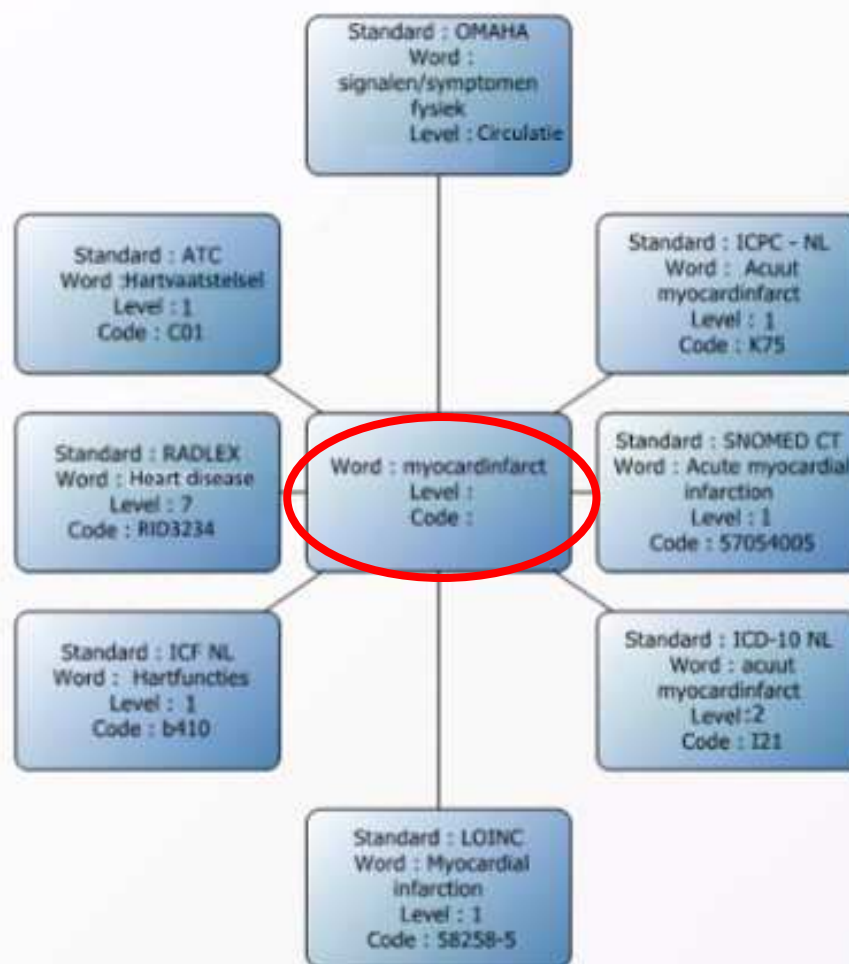 Standard : OMAHA
Word :
signalen/symptomen
fysiek
Level : Circulatie
Standard : ATC
Word :Hartvaatstelsel
Level : 1
Code : C01
Standard : ICPC - NL
Word : Acuut
myocardinfarct
Level : 1
Code : K75
Standard : RADLEX
Word : Heart disease
Level : 7
Code : RID3234
Word : myocardinfarct
Level :
Code :
Standard : SNOMED CT
Word : Acute myocardial
infarction
Level : 1
Code : 57054005
Standard : ICF NL
Word : Hartfuncties
Level : 1
Code : b410
Standard : ICD-10 NL
Word : acuut
myocardinfarct
Level:2
Code : I21
Standard : LOINC
Word : Myocardial
infarction
Level : 1
Code : 58258-5